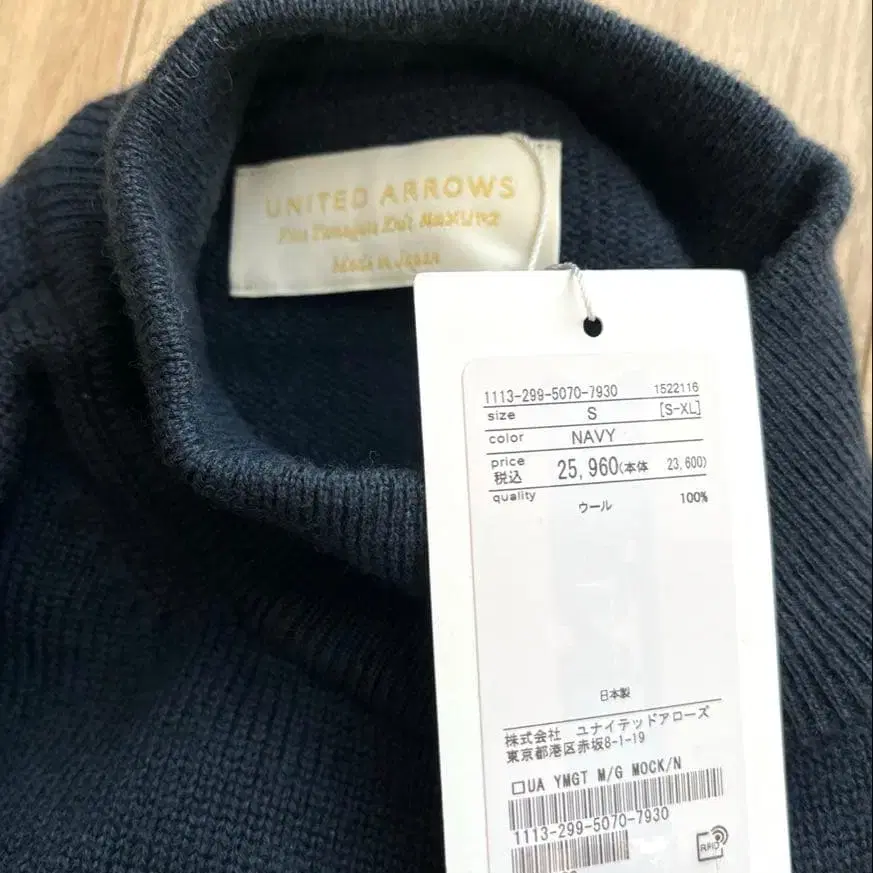 UNITED ARROWS
Made in Japan
1113-299-5070-7930 1522116
size S [S-XL]
color NAVY
price 税込 25,960(本体 23,600)
quality ウール 100%
日本製
株式会社 ユナイテッドアローズ
東京都港区赤坂8-1-19
□UA YMGT M/G MOCK/N
1113-299-5070-7930
RFID